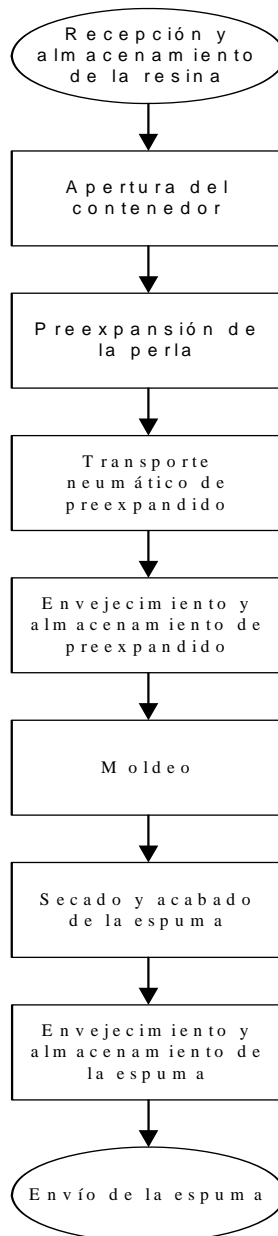 Recepción y
almacenamiento
de la resina
Apertura del
contenedor
Preexpansión de
la perla
Transporte
neumático de
preexpandido
Envejecimiento y
almacenamiento de
preexpandido
Moldeo
Secado y acabado
de la espuma
Envejecimiento y
almacenamiento de
la espuma
Envío de la espuma